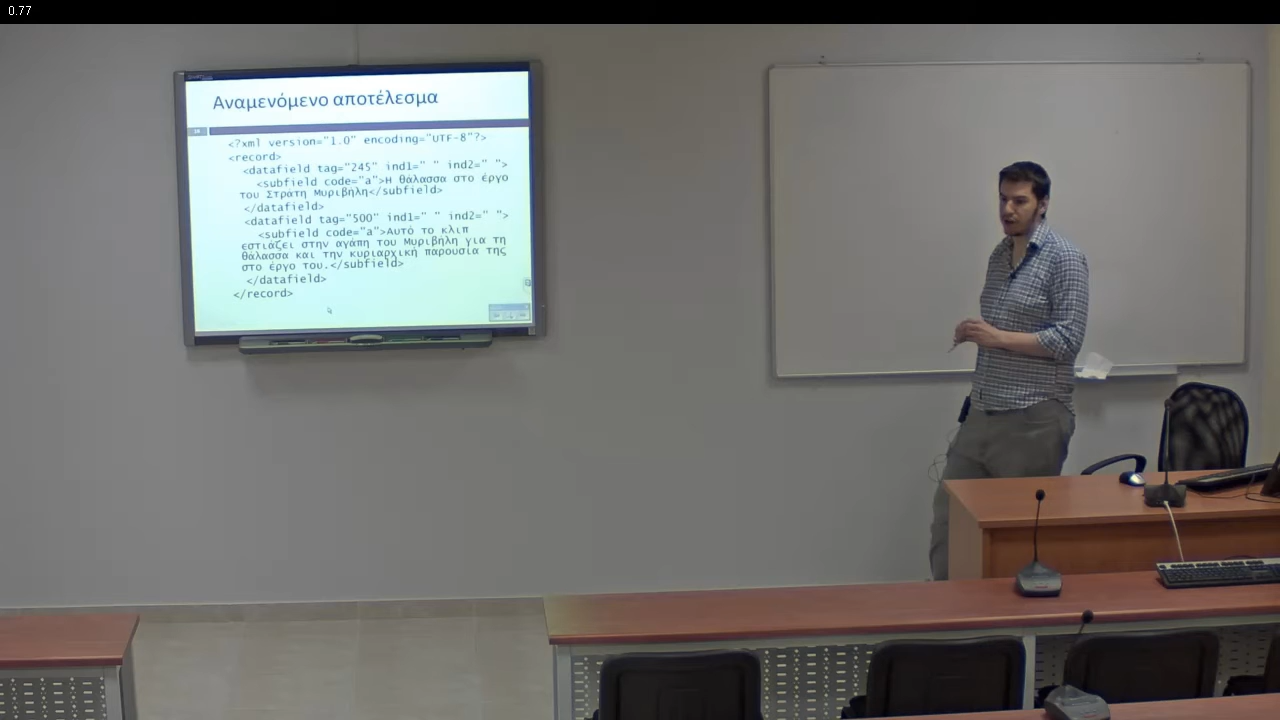 0.77
Αναμενόμενο αποτέλεσμα
<?xml version="1.0" encoding="UTF-8"?>
<record>
<datafield tag="245" ind1=" " ind2=" ">
<subfield code="a">Η θάλασσα στο έργο
του Στράτη Μυριβήλη</subfield>
</datafield>
<datafield tag="500" ind1=" " ind2=" ">
<subfield code="a">Αυτό το κλιπ
εστιάζει στην αγάπη του Μυριβήλη για τη
θάλασσα και την κυριαρχική παρουσία της
στο έργο του.</subfield>
</datafield>
</record>